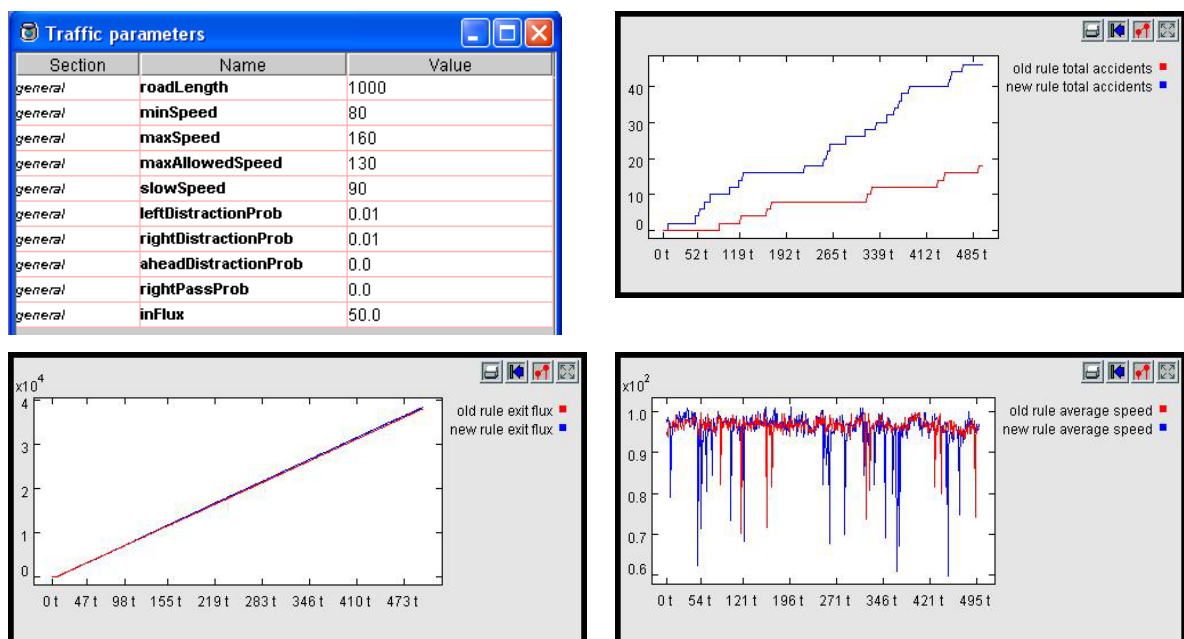 Traffic parameters
Section Name Value
general roadLength 1000
general minSpeed 80
general maxSpeed 160
general maxAllowedSpeed 130
general slowSpeed 90
general leftDistractionProb 0.01
general rightDistractionProb 0.01
general aheadDistractionProb 0.0
general rightPassProb 0.0
general inFlux 50.0
old rule total accidents
new rule total accidents
40
30
20
10
0
0 t 52 t 119 t 192 t 265 t 339 t 412 t 485 t
x10^4
old rule exit flux
new rule exit flux
4
3
2
1
0
0 t 47 t 98 t 155 t 219 t 283 t 346 t 410 t 473 t
x10^2
old rule average speed
new rule average speed
1.0
0.9
0.8
0.7
0.6
0 t 54 t 121 t 196 t 271 t 346 t 421 t 495 t